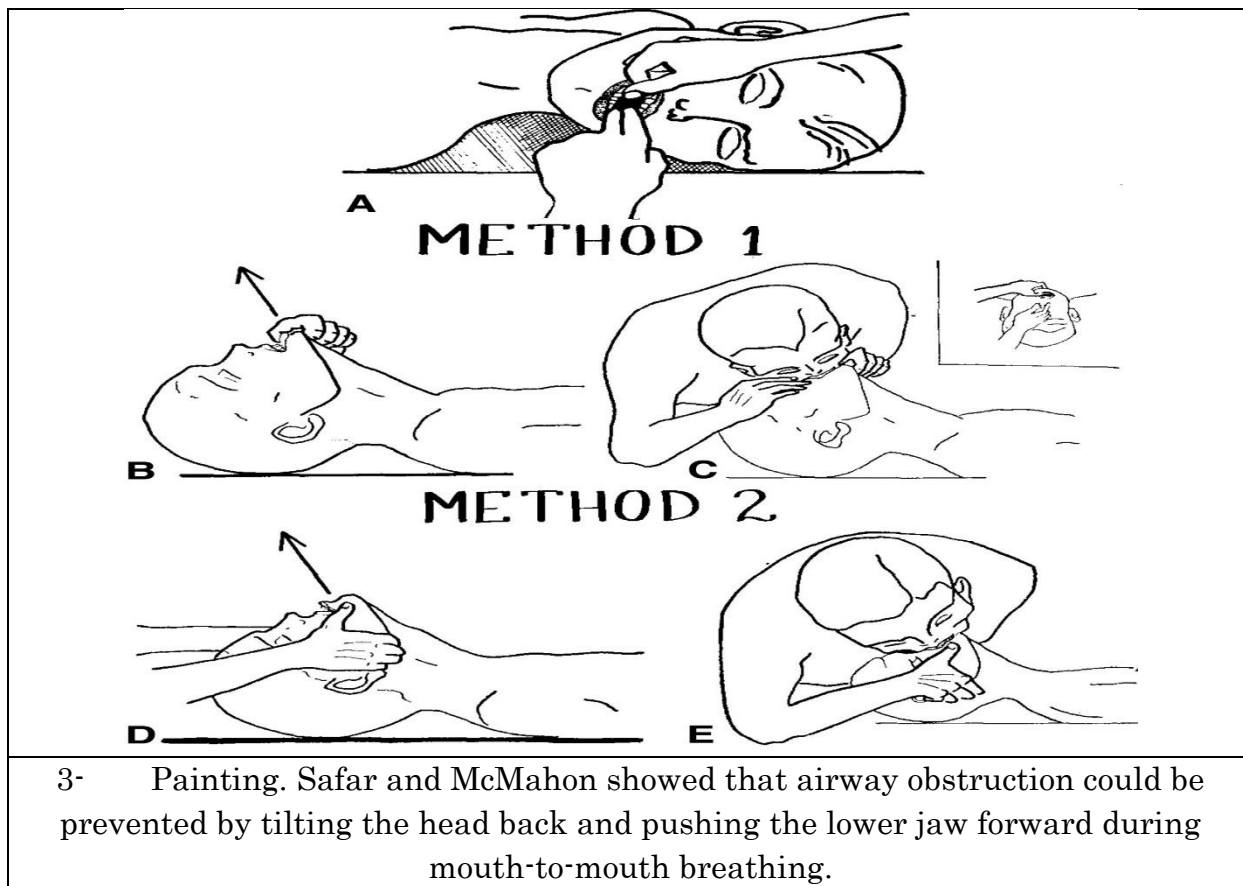 A
METHOD 1
B
C
METHOD 2
D
E
3- Painting. Safar and McMahon showed that airway obstruction could be
prevented by tilting the head back and pushing the lower jaw forward during
mouth-to-mouth breathing.